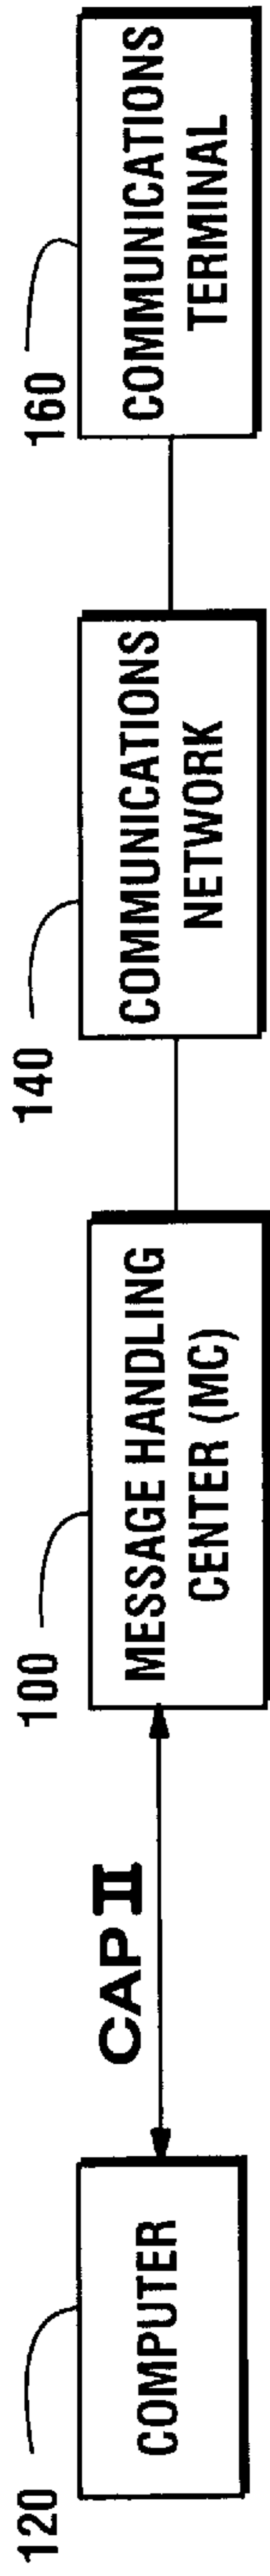 120
COMPUTER
CAP II
100
MESSAGE HANDLING
CENTER (MC)
140
COMMUNICATIONS
NETWORK
160
COMMUNICATIONS
TERMINAL